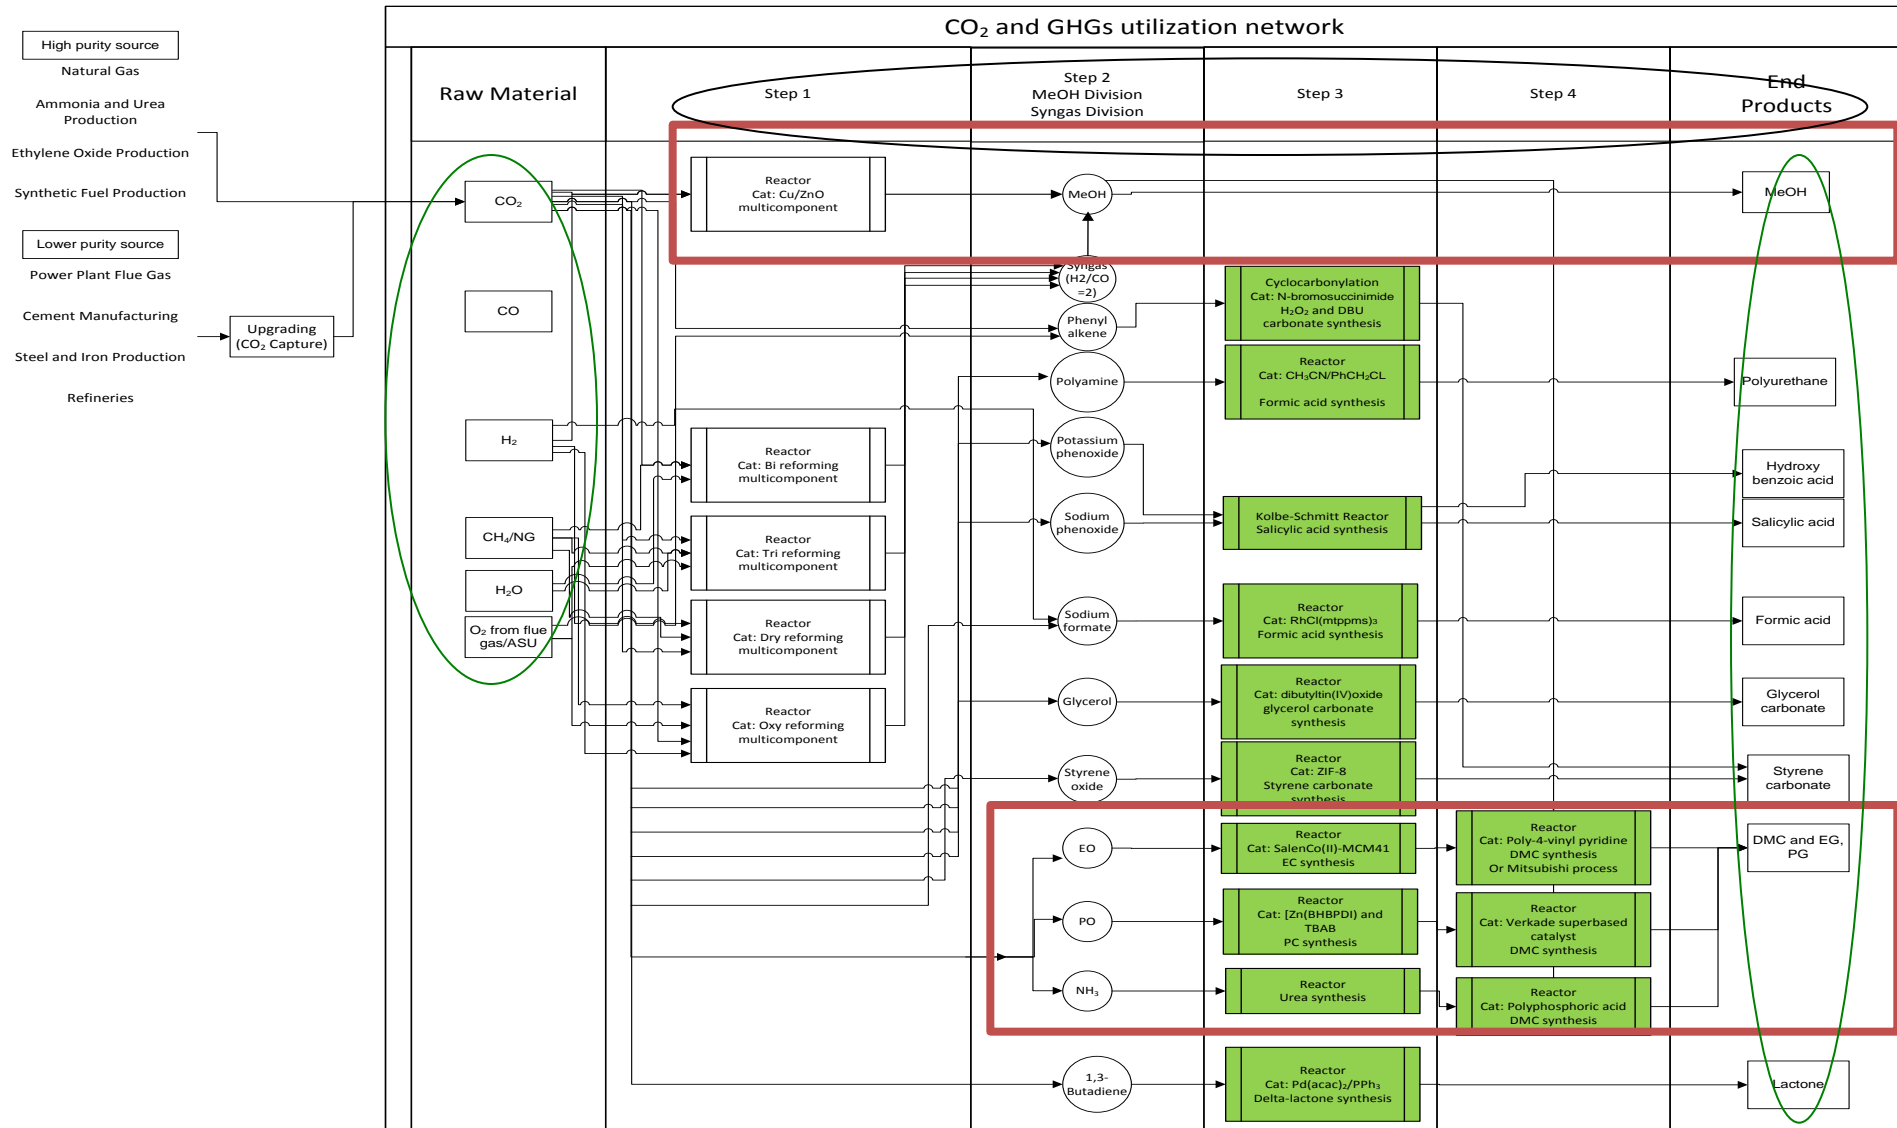 CO₂ and GHGs utilization network
High purity source
Natural Gas
Ammonia and Urea
Production
Ethylene Oxide Production
Synthetic Fuel Production
Lower purity source
Power Plant Flue Gas
Cement Manufacturing
Steel and Iron Production
Refineries
Upgrading
(CO₂ Capture)
Raw Material
CO₂
CO
H₂
CH₄/NG
H₂O
O₂ from flue
gas/ASU
Step 1
Reactor
Cat: Cu/ZnO
multicomponent
Reactor
Cat: Bi reforming
multicomponent
Reactor
Cat: Tri reforming
multicomponent
Reactor
Cat: Dry reforming
multicomponent
Reactor
Cat: Oxy reforming
multicomponent
Step 2
MeOH Division
Syngas Division
MeOH
Syngas
(H2/CO
=2)
Phenyl
alkene
Polyamine
Potassium
phenoxide
Sodium
phenoxide
Sodium
formate
Glycerol
Styrene
oxide
EO
PO
NH₃
1,3-
Butadiene
Step 3
Cyclocarbonylation
Cat: N-bromosuccinimide
H₂O₂ and DBU
carbonate synthesis
Reactor
Cat: CH₃CN/PhCH₂CL
Formic acid synthesis
Kolbe-Schmitt Reactor
Salicylic acid synthesis
Reactor
Cat: RhCl(mtppms)₃
Formic acid synthesis
Reactor
Cat: dibutyltin(IV)oxide
glycerol carbonate
synthesis
Reactor
Cat: ZIF-8
Styrene carbonate
synthesis
Reactor
Cat: SalenCo(II)-MCM41
EC synthesis
Reactor
Cat: [Zn(BHBPDI) and
TBAB
PC synthesis
Reactor
Urea synthesis
Reactor
Cat: Pd(acac)₂/PPh₃
Delta-lactone synthesis
Step 4
Reactor
Cat: Poly-4-vinyl pyridine
DMC synthesis
Or Mitsubishi process
Reactor
Cat: Verkade superbased
catalyst
DMC synthesis
Reactor
Cat: Polyphosphoric acid
DMC synthesis
End
Products
MeOH
Polyurethane
Hydroxy
benzoic acid
Salicylic acid
Formic acid
Glycerol
carbonate
Styrene
carbonate
DMC and EG,
PG
Lactone